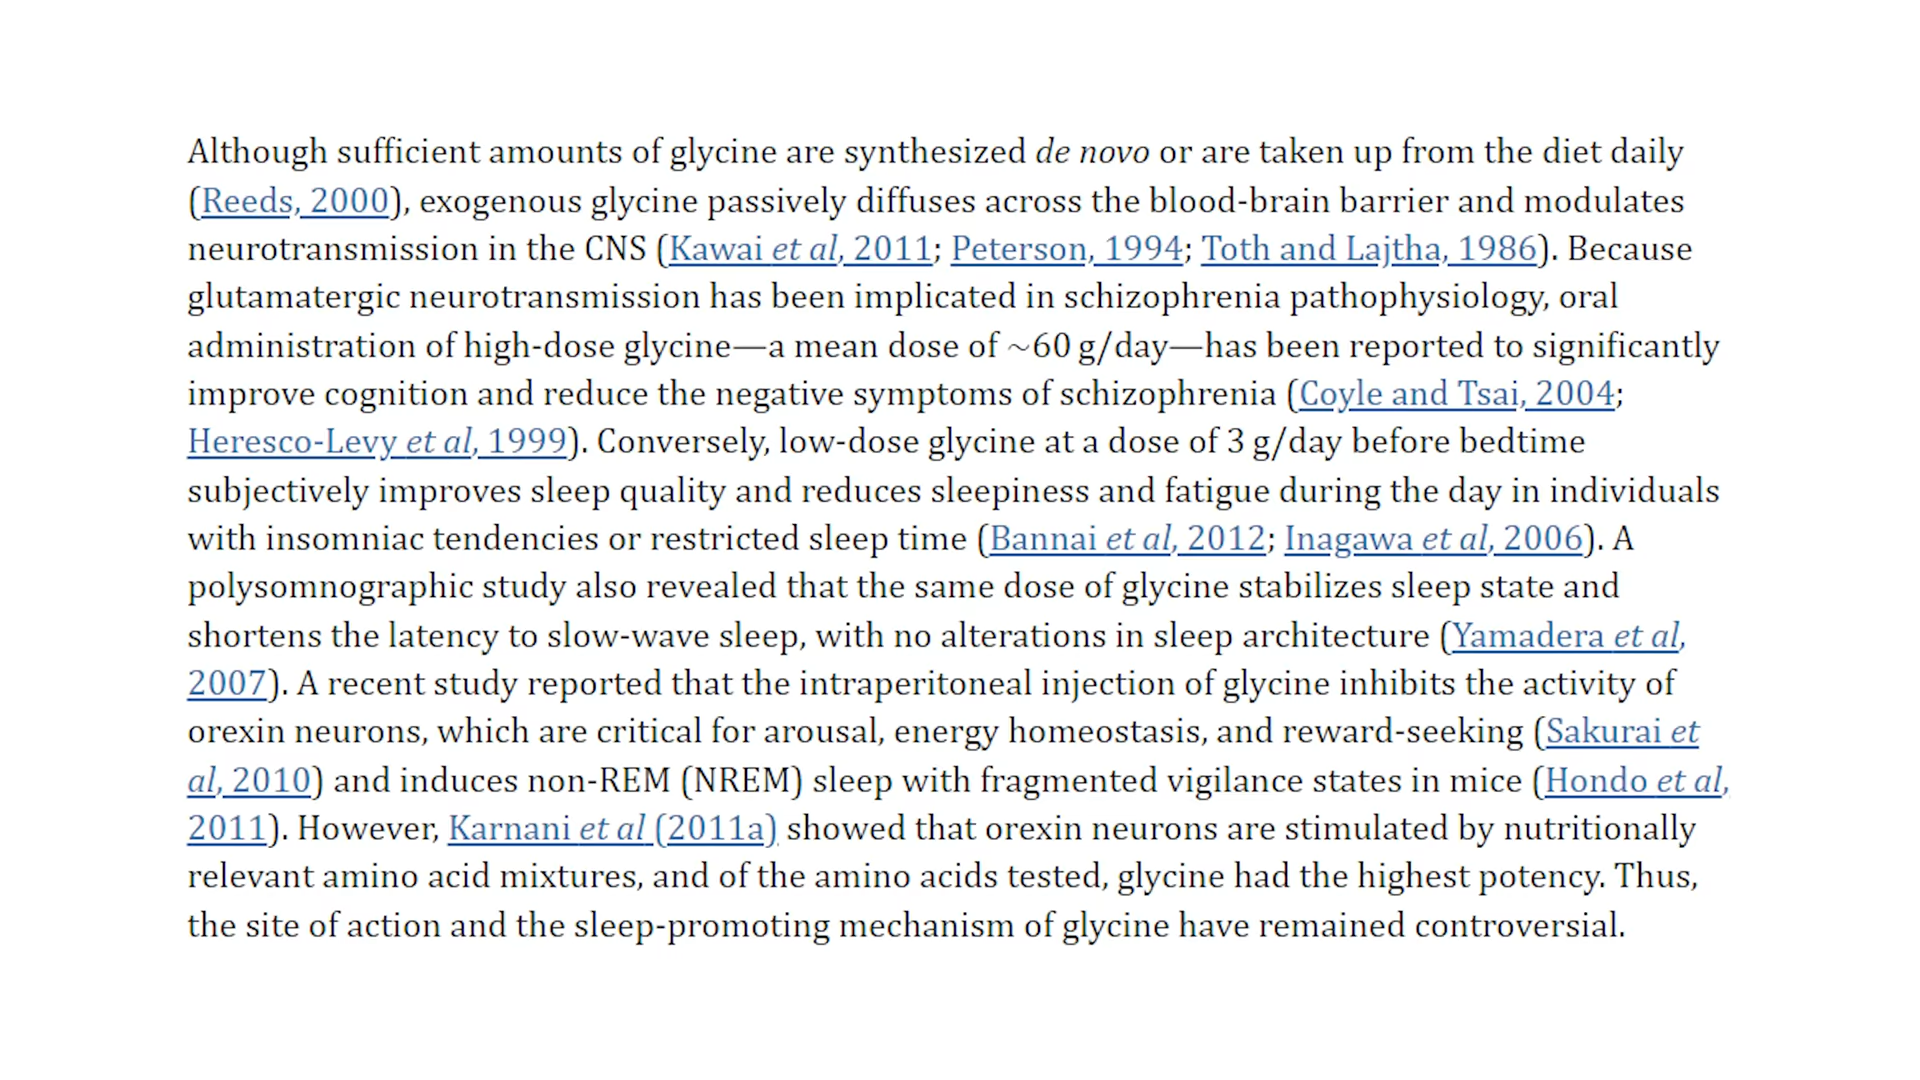 Although sufficient amounts of glycine are synthesized de novo or are taken up from the diet daily
(Reeds, 2000), exogenous glycine passively diffuses across the blood-brain barrier and modulates
neurotransmission in the CNS (Kawai et al, 2011; Peterson, 1994; Toth and Lajtha, 1986). Because
glutamatergic neurotransmission has been implicated in schizophrenia pathophysiology, oral
administration of high-dose glycine—a mean dose of ~60 g/day—has been reported to significantly
improve cognition and reduce the negative symptoms of schizophrenia (Coyle and Tsai, 2004;
Heresco-Levy et al, 1999). Conversely, low-dose glycine at a dose of 3 g/day before bedtime
subjectively improves sleep quality and reduces sleepiness and fatigue during the day in individuals
with insomniac tendencies or restricted sleep time (Bannai et al, 2012; Inagawa et al, 2006). A
polysomnographic study also revealed that the same dose of glycine stabilizes sleep state and
shortens the latency to slow-wave sleep, with no alterations in sleep architecture (Yamadera et al,
2007). A recent study reported that the intraperitoneal injection of glycine inhibits the activity of
orexin neurons, which are critical for arousal, energy homeostasis, and reward-seeking (Sakurai et
al, 2010) and induces non-REM (NREM) sleep with fragmented vigilance states in mice (Hondo et al,
2011). However, Karnani et al (2011a) showed that orexin neurons are stimulated by nutritionally
relevant amino acid mixtures, and of the amino acids tested, glycine had the highest potency. Thus,
the site of action and the sleep-promoting mechanism of glycine have remained controversial.